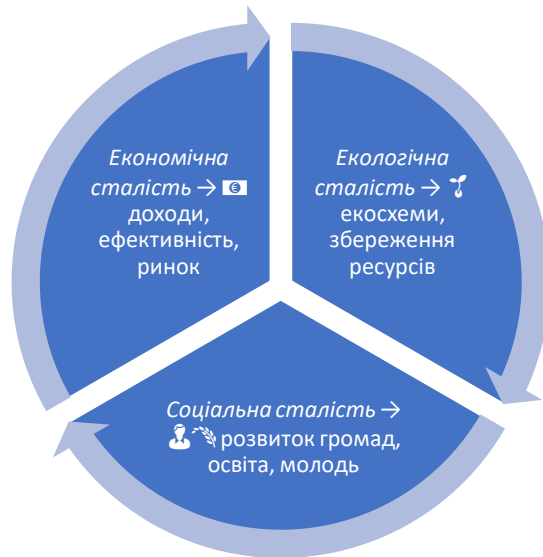 Економічна
сталість → 💶
доходи,
ефективність,
ринок
Екологічна
сталість → 🌱
екосхеми,
збереження
ресурсів
Соціальна сталість →
👨‍🌾 розвиток громад,
освіта, молодь